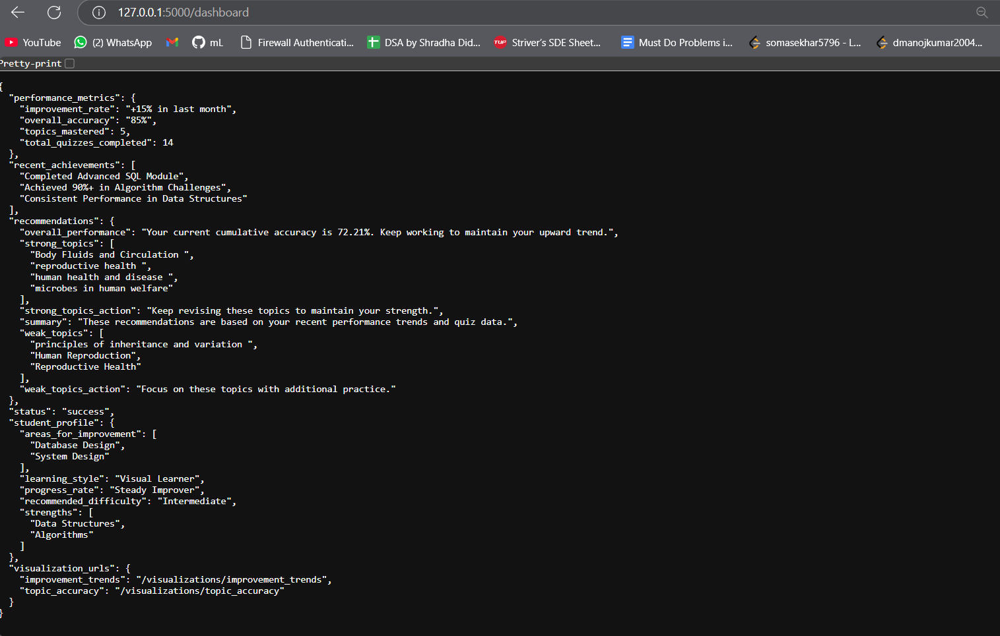 127.0.0.1:5000/dashboard
YouTube (2) WhatsApp mL Firewall Authenticati... DSA by Shradha Did... TUF Striver's SDE Sheet... Must Do Problems i... somasekhar5796 - L... dmanojkumar2004...
Pretty-print
{
  "performance_metrics": {
    "improvement_rate": "+15% in last month",
    "overall_accuracy": "85%",
    "topics_mastered": 5,
    "total_quizzes_completed": 14
  },
  "recent_achievements": [
    "Completed Advanced SQL Module",
    "Achieved 90%+ in Algorithm Challenges",
    "Consistent Performance in Data Structures"
  ],
  "recommendations": {
    "overall_performance": "Your current cumulative accuracy is 72.21%. Keep working to maintain your upward trend.",
    "strong_topics": [
      "Body Fluids and Circulation ",
      "reproductive health ",
      "human health and disease ",
      "microbes in human welfare"
    ],
    "strong_topics_action": "Keep revising these topics to maintain your strength.",
    "summary": "These recommendations are based on your recent performance trends and quiz data.",
    "weak_topics": [
      "principles of inheritance and variation ",
      "Human Reproduction",
      "Reproductive Health"
    ],
    "weak_topics_action": "Focus on these topics with additional practice."
  },
  "status": "success",
  "student_profile": {
    "areas_for_improvement": [
      "Database Design",
      "System Design"
    ],
    "learning_style": "Visual Learner",
    "progress_rate": "Steady Improver",
    "recommended_difficulty": "Intermediate",
    "strengths": [
      "Data Structures",
      "Algorithms"
    ]
  },
  "visualization_urls": {
    "improvement_trends": "/visualizations/improvement_trends",
    "topic_accuracy": "/visualizations/topic_accuracy"
  }
}